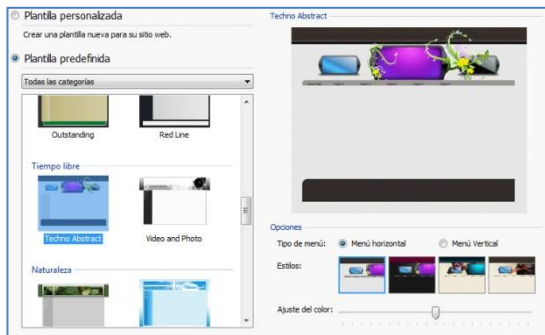 Plantilla personalizada
Crear una plantilla nueva para su sitio web.
Plantilla predefinida
Todas las categorías
Outstanding
Red Line
Tiempo libre
Techno Abstract
Video and Photo
Naturaleza
Techno Abstract
Opciones
Tipo de menú:
Menú horizontal
Menú Vertical
Estilos:
Ajuste del color: